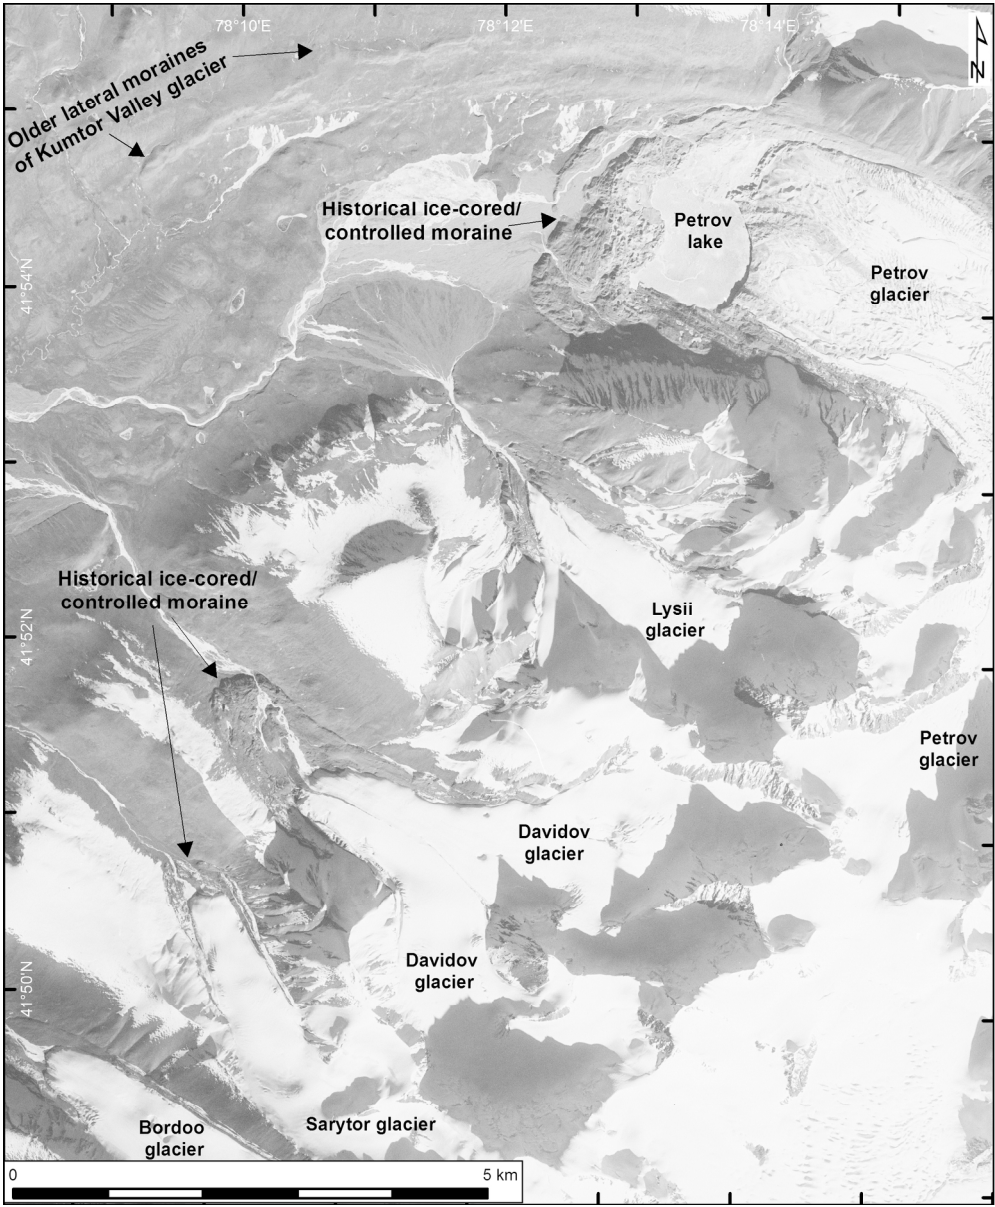 78°10'E
78°12'E
78°14'E
N
Older lateral moraines
of Kumtor Valley glacier
Historical ice-cored/
controlled moraine
Petrov
lake
Petrov
glacier
41°54'N
Historical ice-cored/
controlled moraine
Lysii
glacier
41°52'N
Petrov
glacier
Davidov
glacier
Davidov
glacier
41°50'N
Sarytor glacier
Bordoo
glacier
0
5 km